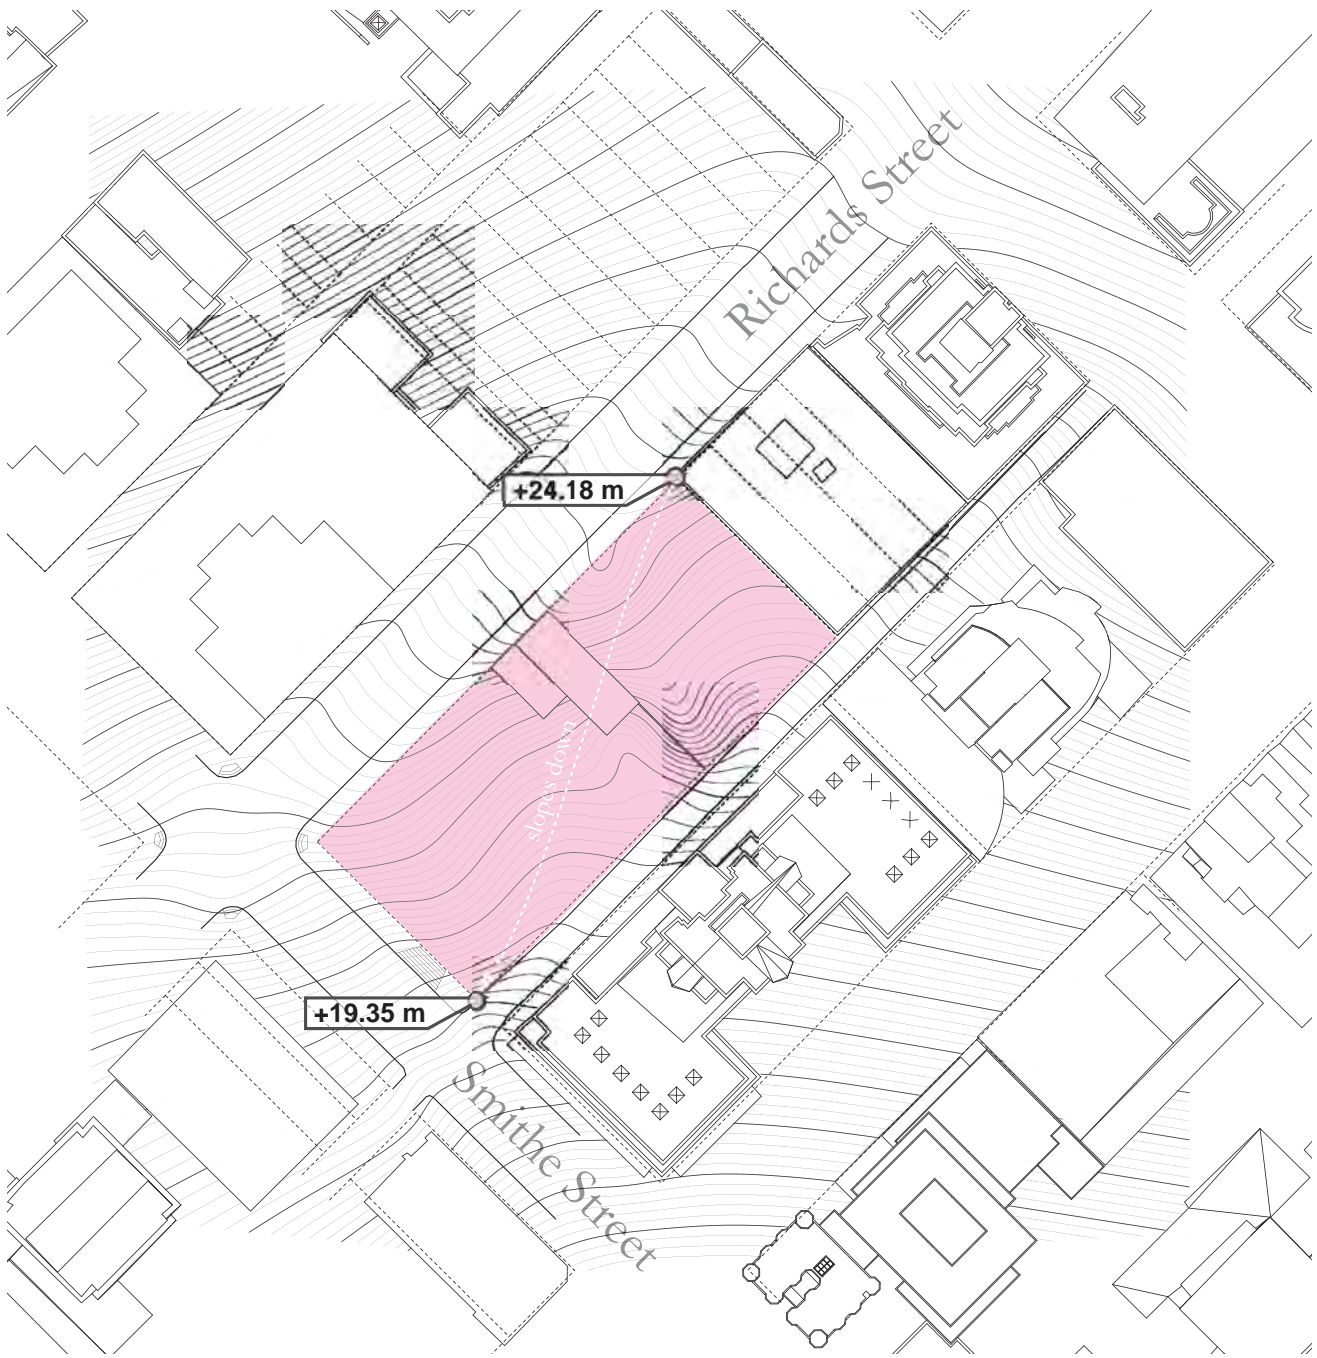 Richards Street
+24.18 m
slopes down
+19.35 m
Smithe Street